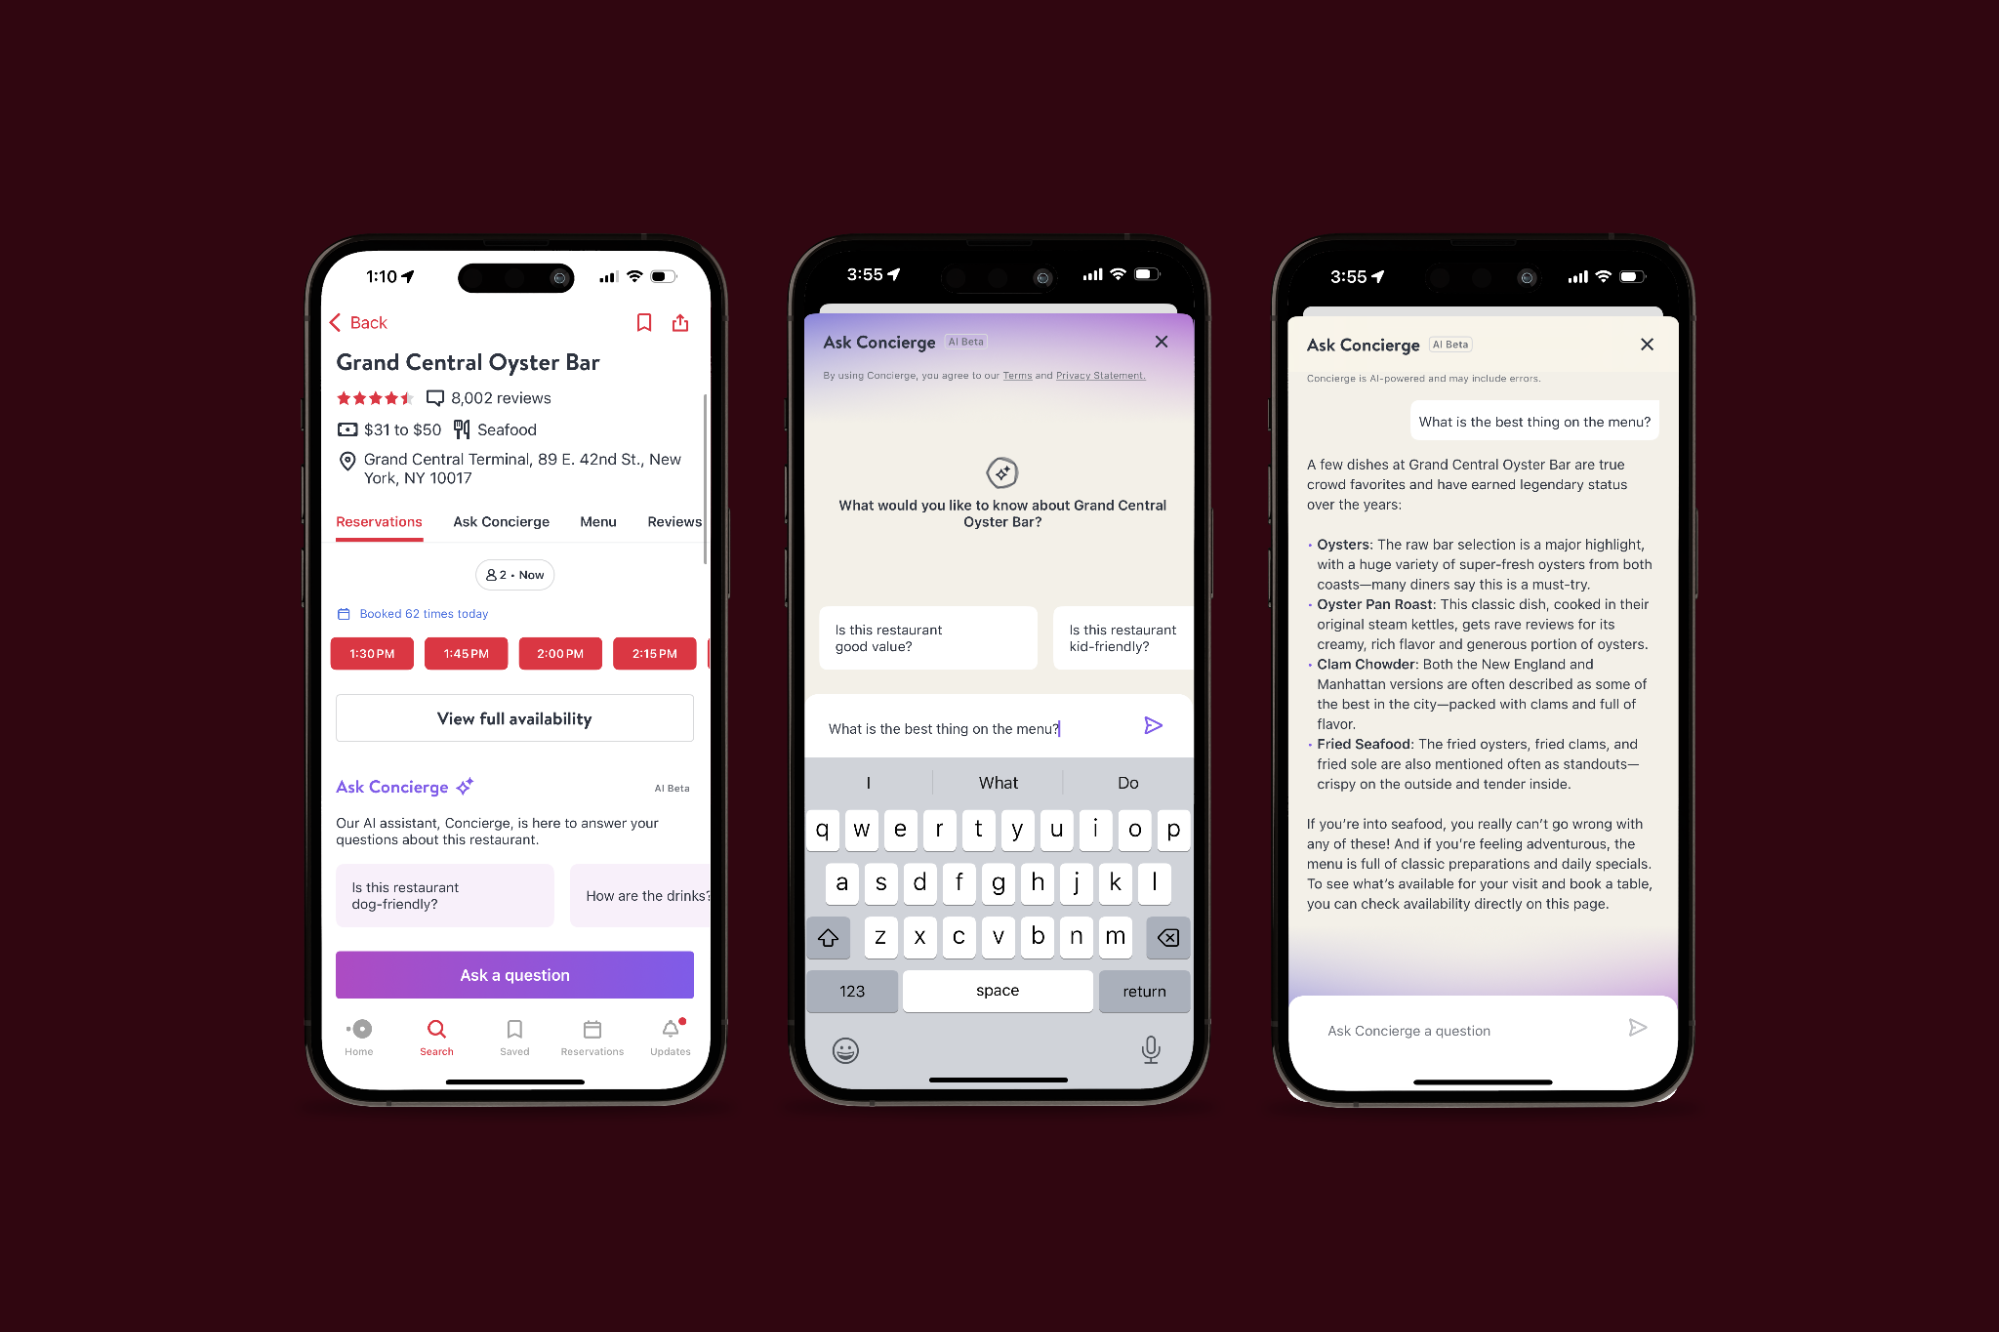 1:10
Back
Grand Central Oyster Bar
8,002 reviews
$31 to $50 Seafood
Grand Central Terminal, 89 E. 42nd St., New
York, NY 10017
Reservations Ask Concierge Menu Reviews
2 • Now
Booked 62 times today
1:30 PM 1:45 PM 2:00 PM 2:15 PM
View full availability
Ask Concierge AI Beta
Our AI assistant, Concierge, is here to answer your
questions about this restaurant.
Is this restaurant
dog-friendly?
How are the drinks?
Ask a question
Home Search Saved Reservations Updates
3:55
Ask Concierge AI Beta
By using Concierge, you agree to our Terms and Privacy Statement.
What would you like to know about Grand Central
Oyster Bar?
Is this restaurant
good value?
Is this restaurant
kid-friendly?
What is the best thing on the menu?
I What Do
q w e r t y u i o p
a s d f g h j k l
z x c v b n m
123 space return
3:55
Ask Concierge AI Beta
Concierge is AI-powered and may include errors.
What is the best thing on the menu?
A few dishes at Grand Central Oyster Bar are true
crowd favorites and have earned legendary status
over the years:
• Oysters: The raw bar selection is a major highlight,
with a huge variety of super-fresh oysters from both
coasts—many diners say this is a must-try.
• Oyster Pan Roast: This classic dish, cooked in their
original steam kettles, gets rave reviews for its
creamy, rich flavor and generous portion of oysters.
• Clam Chowder: Both the New England and
Manhattan versions are often described as some of
the best in the city—packed with clams and full of
flavor.
• Fried Seafood: The fried oysters, fried clams, and
fried sole are also mentioned often as standouts—
crispy on the outside and tender inside.
If you're into seafood, you really can't go wrong with
any of these! And if you're feeling adventurous, the
menu is full of classic preparations and daily specials.
To see what's available for your visit and book a table,
you can check availability directly on this page.
Ask Concierge a question